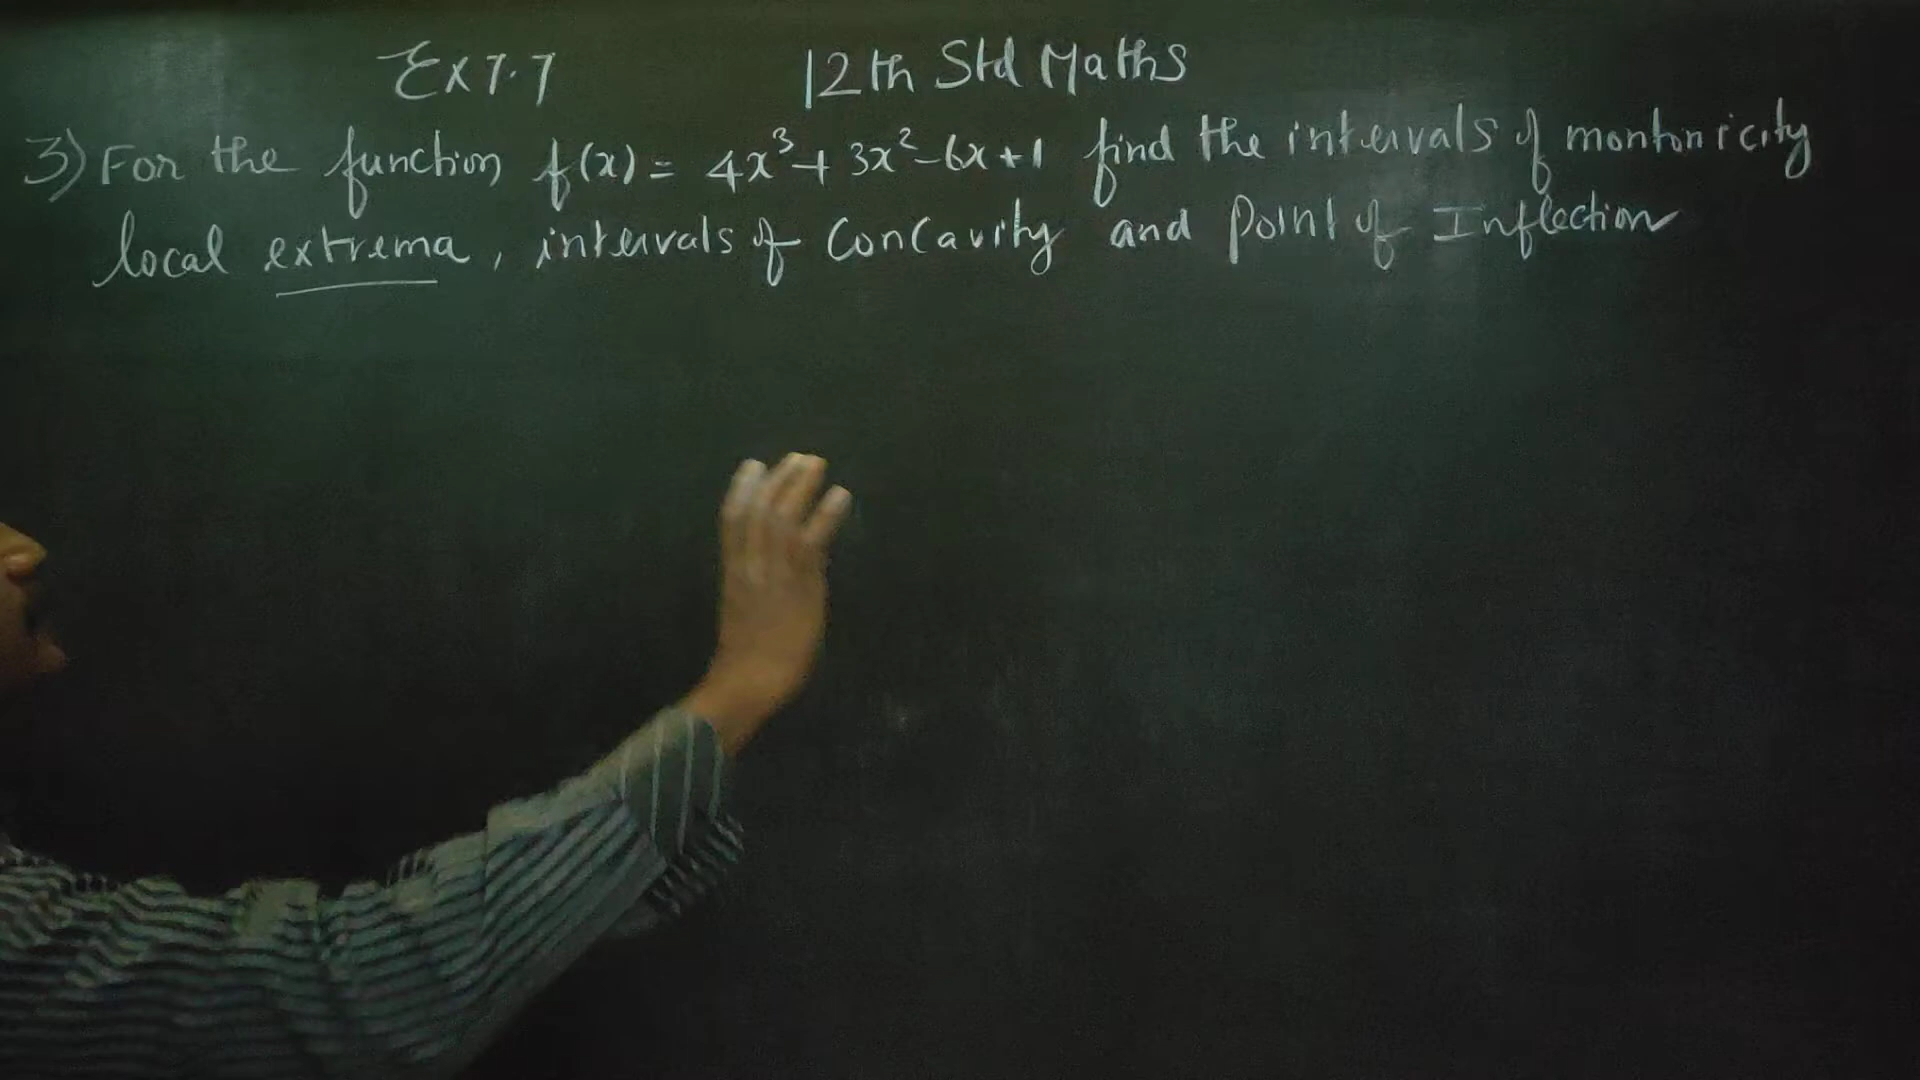 Ex 7.7 12th Std Maths
3) For the function f(x) = 4x³ + 3x² - 6x + 1 find the intervals of montonicity
local extrema, intervals of Concavity and Point of Inflection